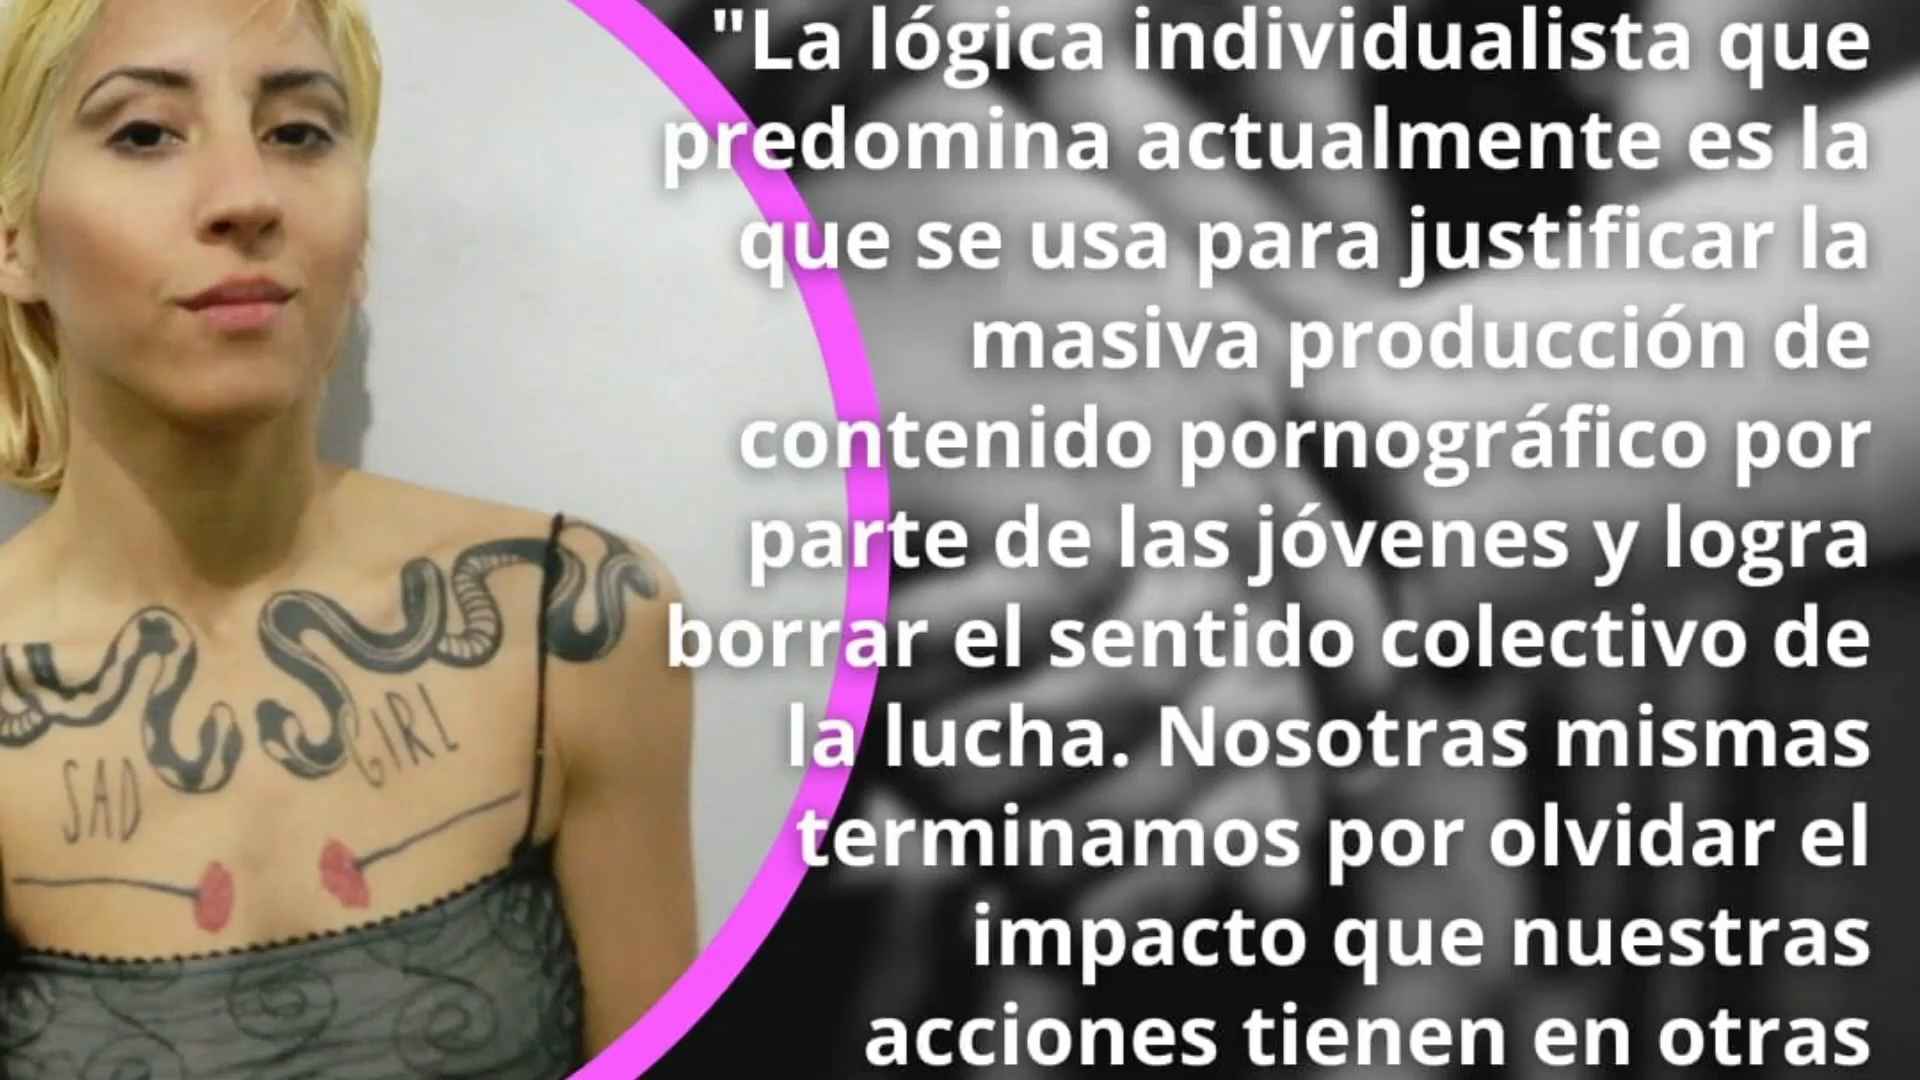 "La lógica individualista que
predomina actualmente es la
que se usa para justificar la
masiva producción de
contenido pornográfico por
parte de las jóvenes y logra
borrar el sentido colectivo de
la lucha. Nosotras mismas
terminamos por olvidar el
impacto que nuestras
acciones tienen en otras
SAD GIRL